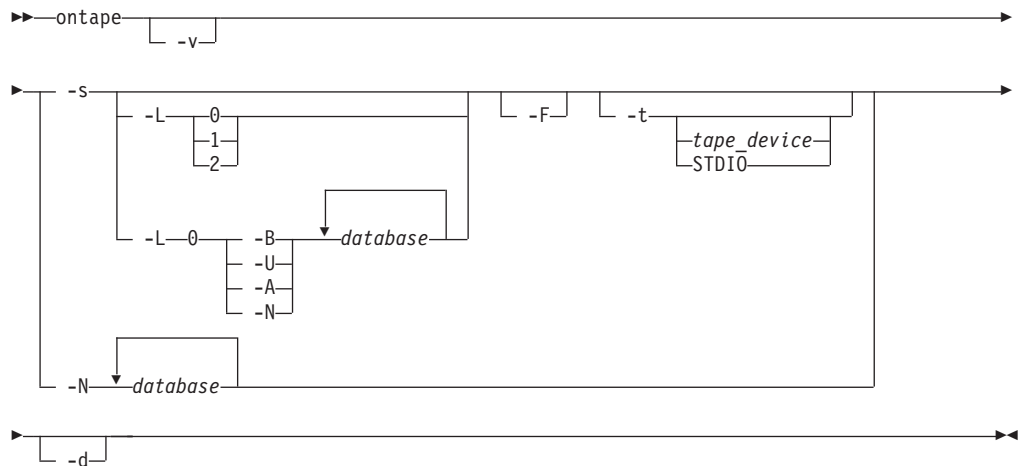 ontape
-v
-s
-L 0 -F -t
1 tape_device
2 STDIO
-L 0 -B database
-U
-A
-N
-N database
-d